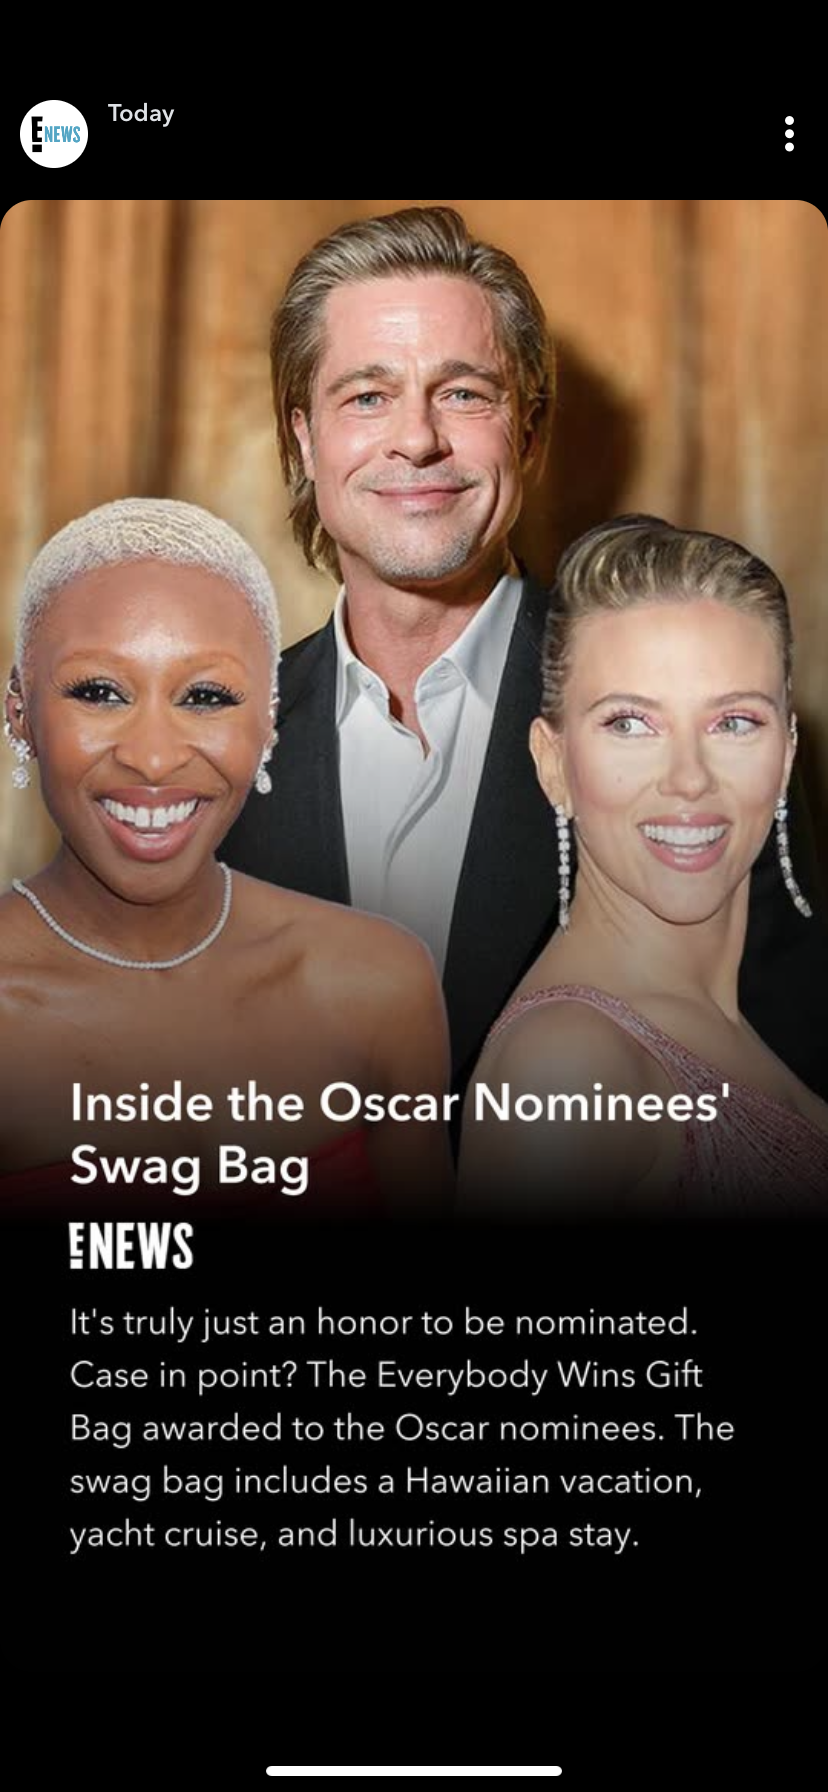 E NEWS
Today
Inside the Oscar Nominees'
Swag Bag
E NEWS
It's truly just an honor to be nominated.
Case in point? The Everybody Wins Gift
Bag awarded to the Oscar nominees. The
swag bag includes a Hawaiian vacation,
yacht cruise, and luxurious spa stay.